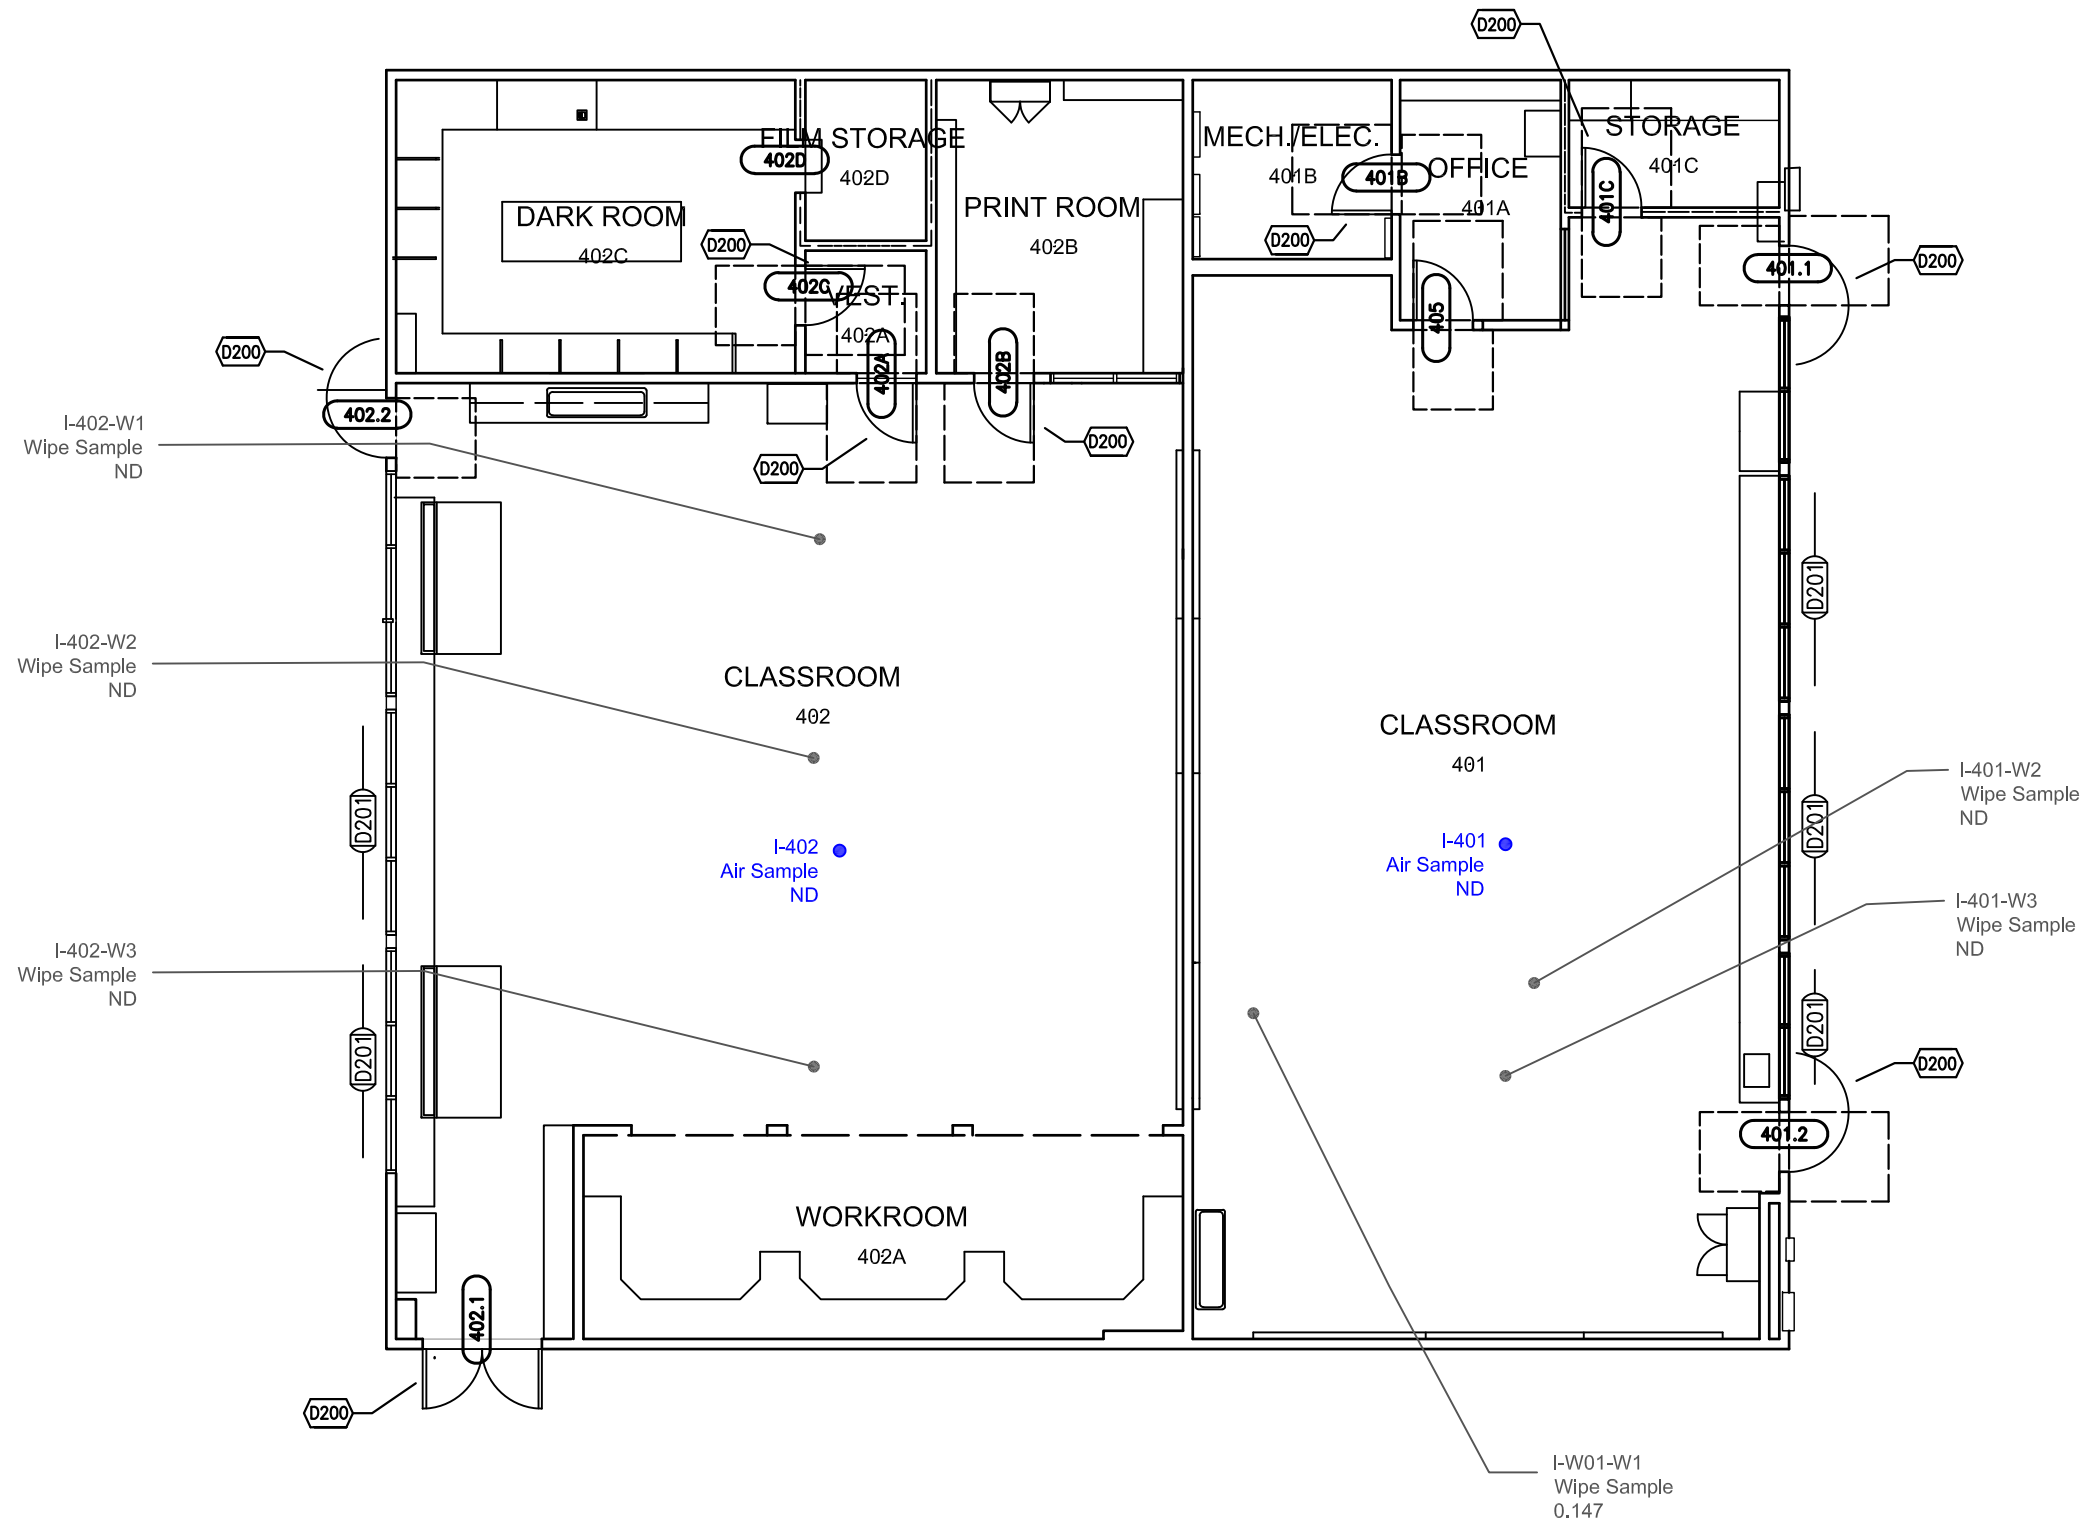 D200
FILM STORAGE
402D
402D
MECH./ELEC.
401B
401B
OFFICE
401A
STORAGE
401C
401C
DARK ROOM
402C
PRINT ROOM
402B
D200
D200
401.1
D200
402C
VEST.
402A
402A
402B
405
D200
402.2
D200
D200
I-402-W1
Wipe Sample
ND
D201
I-402-W2
Wipe Sample
ND
CLASSROOM
402
CLASSROOM
401
I-401-W2
Wipe Sample
ND
D201
D201
I-402
Air Sample
ND
I-401
Air Sample
ND
I-401-W3
Wipe Sample
ND
I-402-W3
Wipe Sample
ND
D201
D201
D200
401.2
WORKROOM
402A
402.1
D200
I-W01-W1
Wipe Sample
0.147